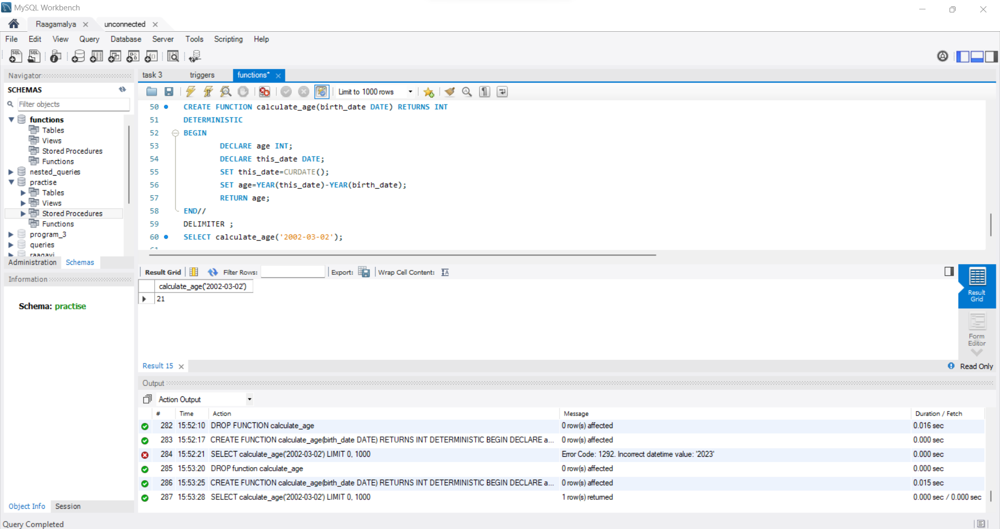 MySQL Workbench
Raagamalya
unconnected
File Edit View Query Database Server Tools Scripting Help
Navigator
task 3 triggers functions*
SCHEMAS
Limit to 1000 rows
Filter objects
functions
Tables
Views
Stored Procedures
Functions
nested_queries
practise
Tables
Views
Stored Procedures
Functions
program_3
queries
raagavi
Administration Schemas
Information
Schema: practise
Object Info Session
50 CREATE FUNCTION calculate_age(birth_date DATE) RETURNS INT
51 DETERMINISTIC
52 BEGIN
53 DECLARE age INT;
54 DECLARE this_date DATE;
55 SET this_date=CURDATE();
56 SET age=YEAR(this_date)-YEAR(birth_date);
57 RETURN age;
58 END//
59 DELIMITER ;
60 SELECT calculate_age('2002-03-02');
61
Result Grid Filter Rows: Export: Wrap Cell Content:
calculate_age('2002-03-02')
21
Result Grid
Form Editor
Result 15
Read Only
Output
Action Output
# Time Action Message Duration / Fetch
282 15:52:10 DROP FUNCTION calculate_age 0 row(s) affected 0.016 sec
283 15:52:17 CREATE FUNCTION calculate_age(birth_date DATE) RETURNS INT DETERMINISTIC BEGIN DECLARE a... 0 row(s) affected 0.000 sec
284 15:52:21 SELECT calculate_age('2002-03-02') LIMIT 0, 1000 Error Code: 1292. Incorrect datetime value: '2023' 0.000 sec
285 15:53:20 DROP function calculate_age 0 row(s) affected 0.000 sec
286 15:53:25 CREATE FUNCTION calculate_age(birth_date DATE) RETURNS INT DETERMINISTIC BEGIN DECLARE a... 0 row(s) affected 0.015 sec
287 15:53:28 SELECT calculate_age('2002-03-02') LIMIT 0, 1000 1 row(s) returned 0.000 sec / 0.000 sec
Query Completed